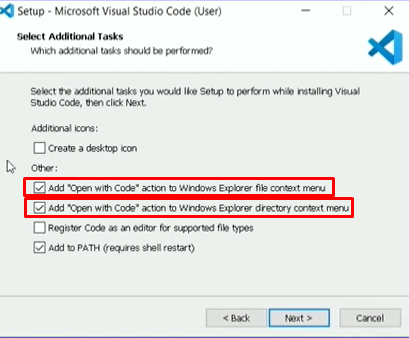 Setup - Microsoft Visual Studio Code (User)
Select Additional Tasks
Which additional tasks should be performed?
Select the additional tasks you would like Setup to perform while installing Visual
Studio Code, then click Next.
Additional icons:
Create a desktop icon
Other:
Add "Open with Code" action to Windows Explorer file context menu
Add "Open with Code" action to Windows Explorer directory context menu
Register Code as an editor for supported file types
Add to PATH (requires shell restart)
< Back
Next >
Cancel